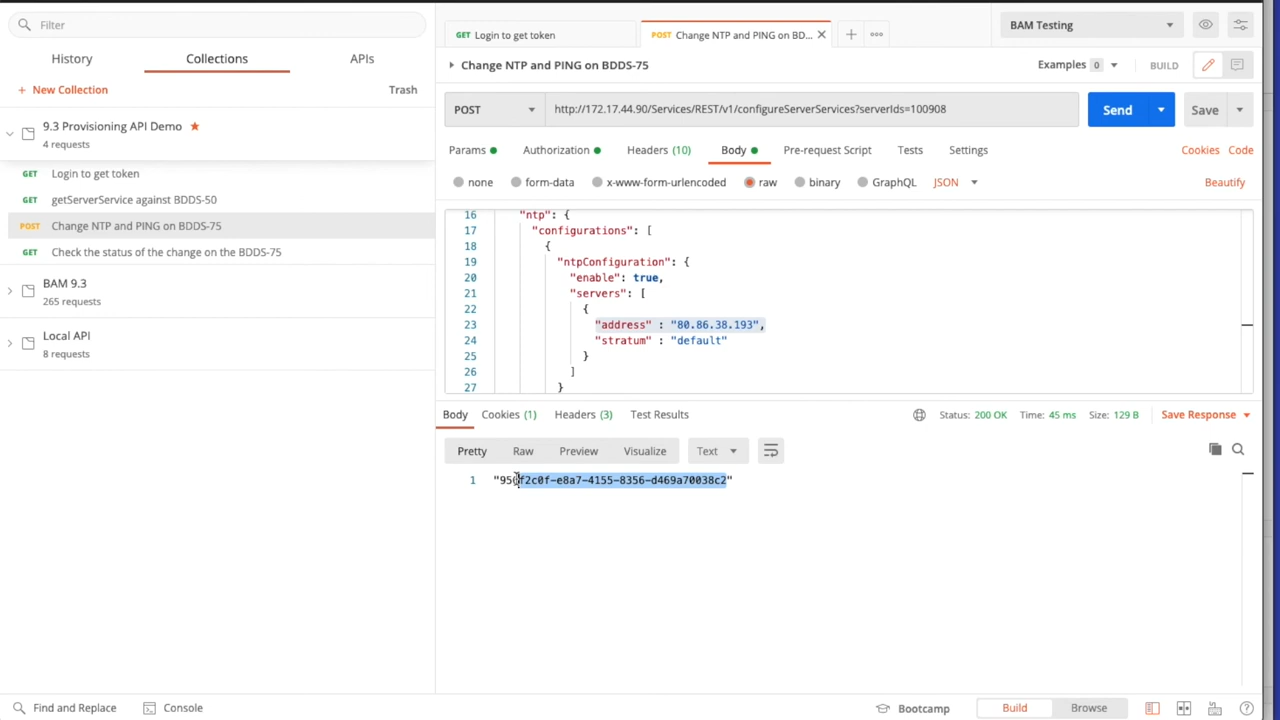 Filter
History
Collections
APIs
+ New Collection
Trash
9.3 Provisioning API Demo ★
4 requests
GET Login to get token
GET getServerService against BDDS-50
POST Change NTP and PING on BDDS-75
GET Check the status of the change on the BDDS-75
BAM 9.3
265 requests
Local API
8 requests
GET Login to get token
POST Change NTP and PING on BD...
BAM Testing
Change NTP and PING on BDDS-75
Examples 0
BUILD
POST
http://172.17.44.90/Services/REST/v1/configureServerServices?serverIds=100908
Send
Save
Params
Authorization
Headers (10)
Body
Pre-request Script
Tests
Settings
Cookies
Code
none
form-data
x-www-form-urlencoded
raw
binary
GraphQL
JSON
Beautify
16 "ntp": {
17 "configurations": [
18 {
19 "ntpConfiguration": {
20 "enable": true,
21 "servers": [
22 {
23 "address" : "80.86.38.193",
24 "stratum" : "default"
25 }
26 ]
27 }
Body
Cookies (1)
Headers (3)
Test Results
Status: 200 OK
Time: 45 ms
Size: 129 B
Save Response
Pretty
Raw
Preview
Visualize
Text
1
Find and Replace
Console
Bootcamp
Build
Browse